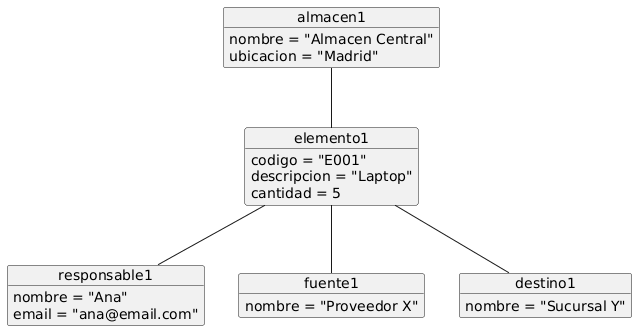 almacen1
nombre = "Almacen Central"
ubicacion = "Madrid"
elemento1
codigo = "E001"
descripcion = "Laptop"
cantidad = 5
responsable1
nombre = "Ana"
email = "ana@email.com"
fuente1
nombre = "Proveedor X"
destino1
nombre = "Sucursal Y"